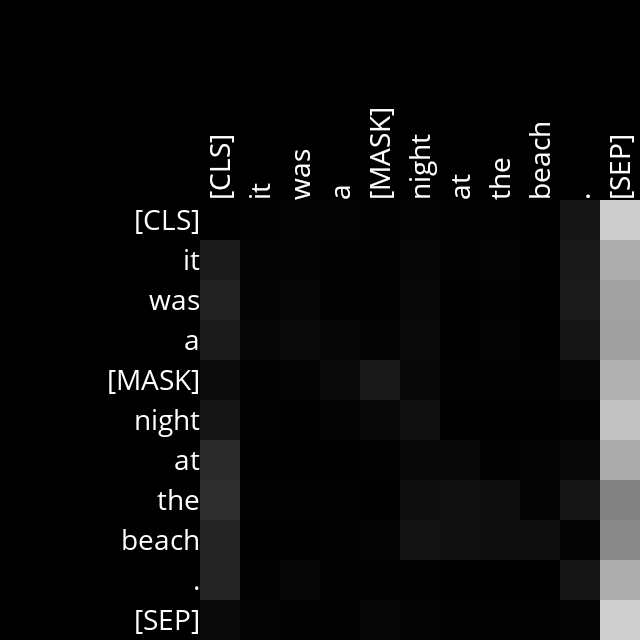 [CLS] it was a [MASK] night at the beach . [SEP]
[CLS]
it
was
a
[MASK]
night
at
the
beach
.
[SEP]